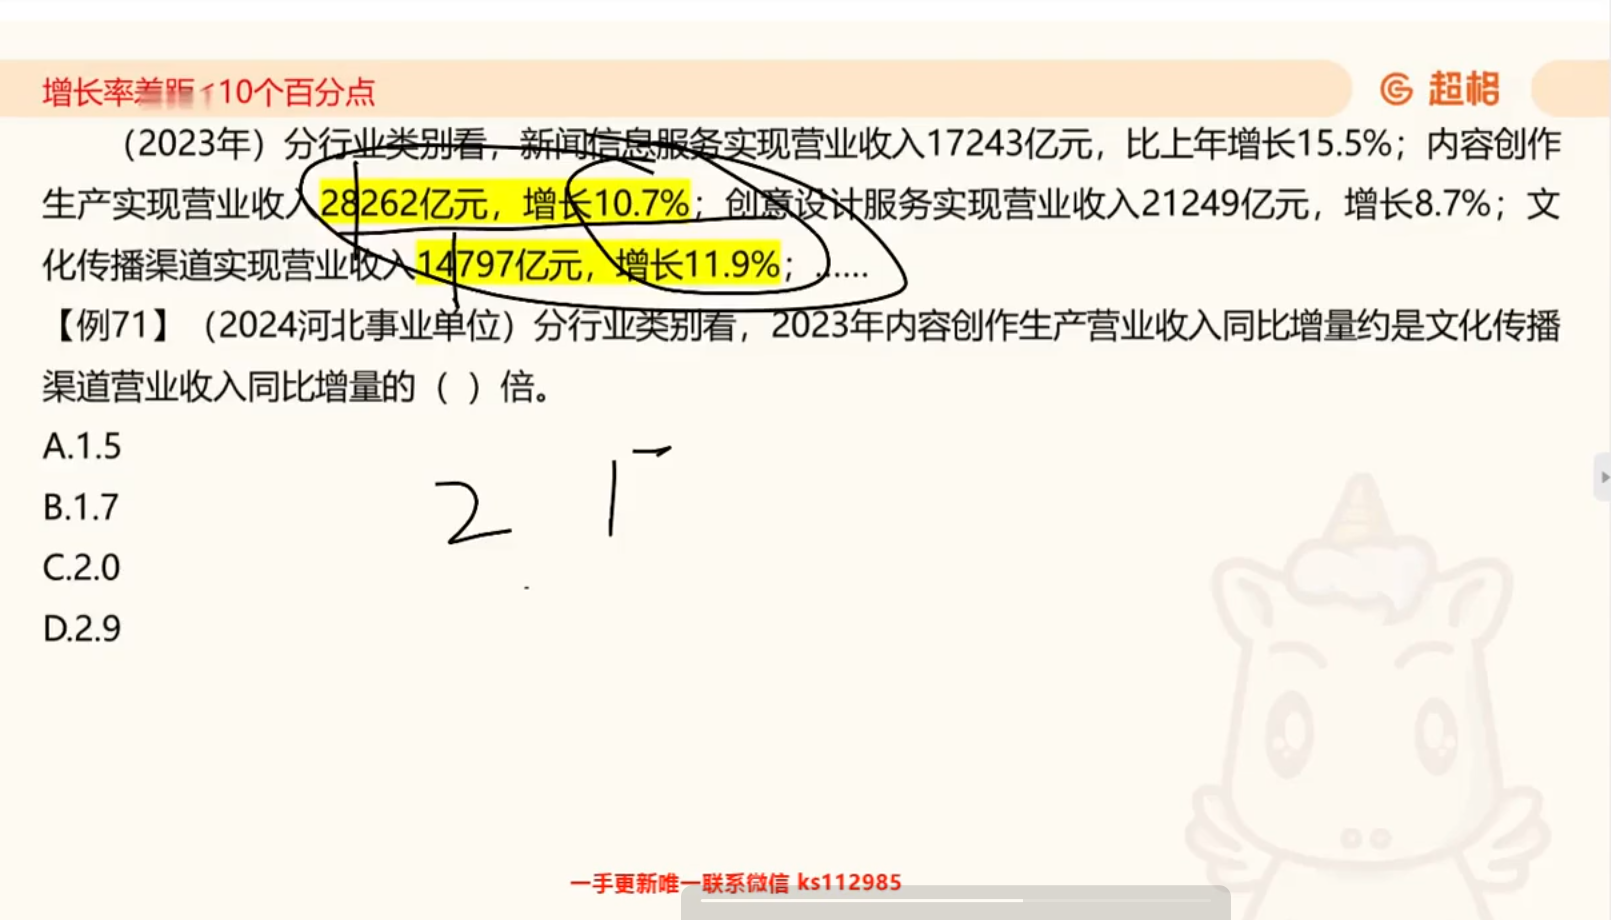 增长率差距<10个百分点
超格
(2023年)分行业类别看，新闻信息服务实现营业收入17243亿元，比上年增长15.5%；内容创作
生产实现营业收入28262亿元，增长10.7%；创意设计服务实现营业收入21249亿元，增长8.7%；文
化传播渠道实现营业收入14797亿元，增长11.9%；……
【例71】(2024河北事业单位)分行业类别看，2023年内容创作生产营业收入同比增量约是文化传播
渠道营业收入同比增量的（ ）倍。
A.1.5
B.1.7
C.2.0
D.2.9
2
一手更新唯一联系微信 ks112985